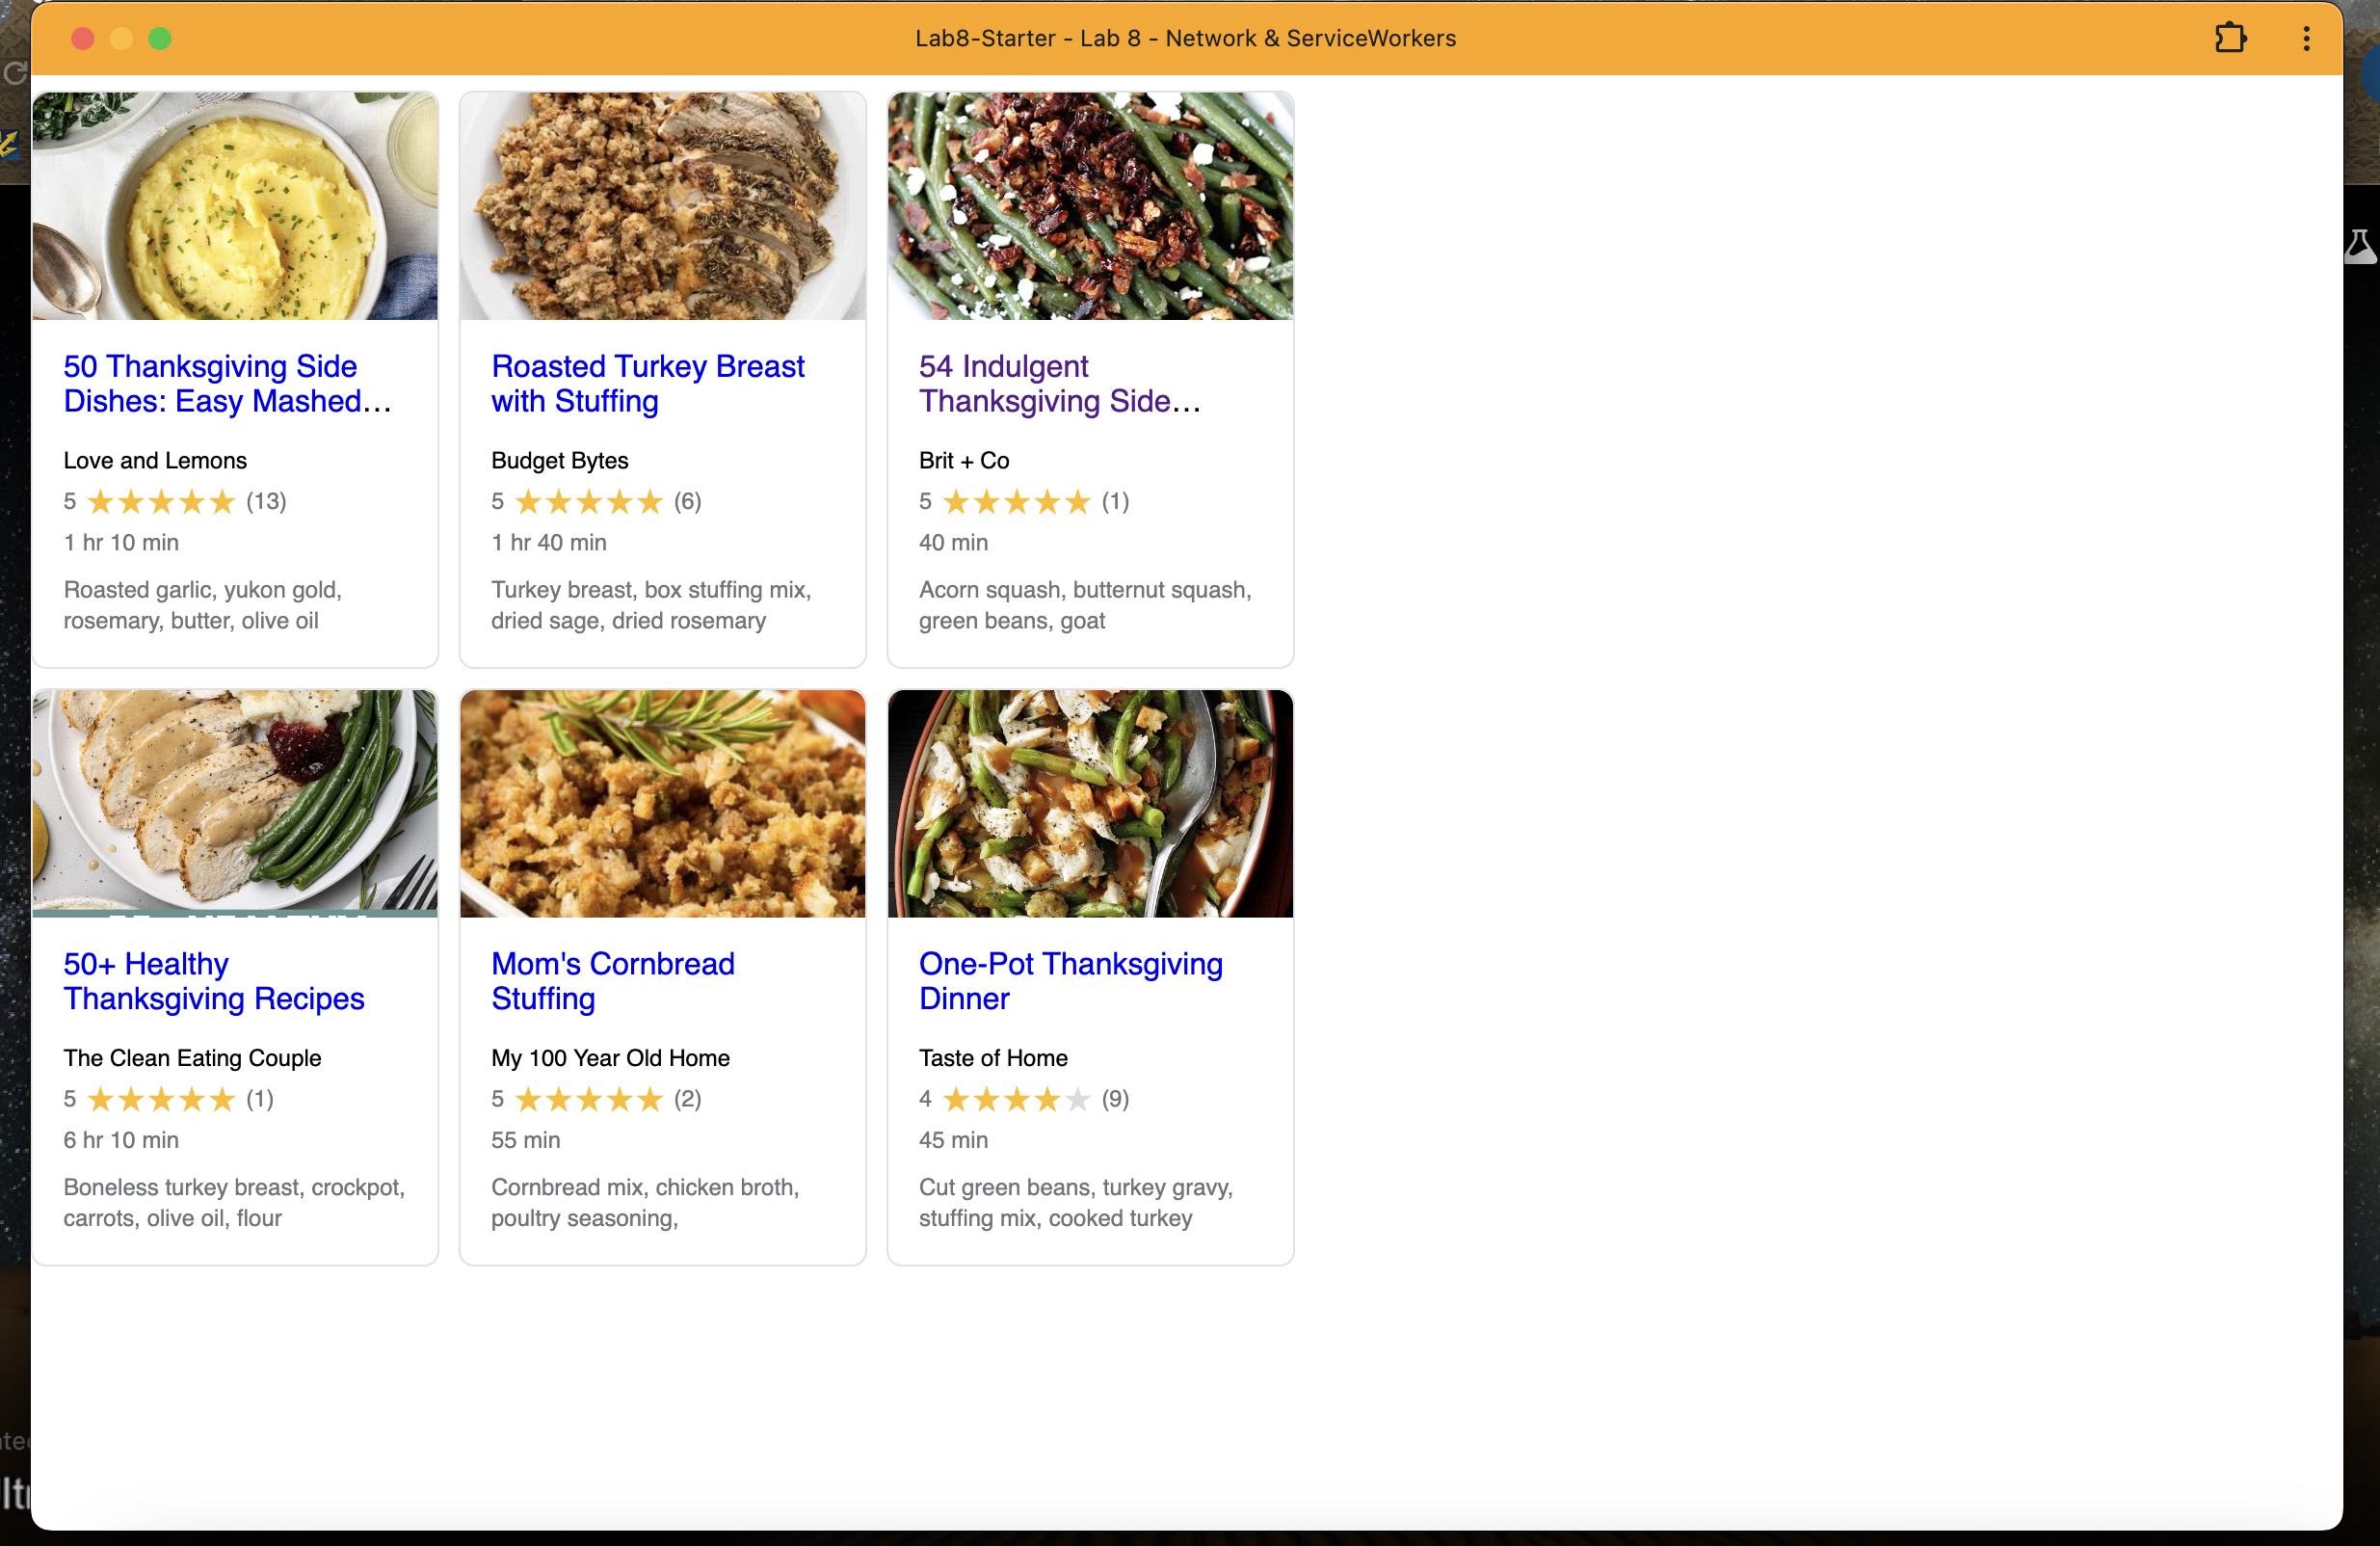 Lab8-Starter - Lab 8 - Network & ServiceWorkers
50 Thanksgiving Side
Dishes: Easy Mashed...
Love and Lemons
5 ★★★★★ (13)
1 hr 10 min
Roasted garlic, yukon gold,
rosemary, butter, olive oil
Roasted Turkey Breast
with Stuffing
Budget Bytes
5 ★★★★★ (6)
1 hr 40 min
Turkey breast, box stuffing mix,
dried sage, dried rosemary
54 Indulgent
Thanksgiving Side...
Brit + Co
5 ★★★★★ (1)
40 min
Acorn squash, butternut squash,
green beans, goat
50+ Healthy
Thanksgiving Recipes
The Clean Eating Couple
5 ★★★★★ (1)
6 hr 10 min
Boneless turkey breast, crockpot,
carrots, olive oil, flour
Mom's Cornbread
Stuffing
My 100 Year Old Home
5 ★★★★★ (2)
55 min
Cornbread mix, chicken broth,
poultry seasoning,
One-Pot Thanksgiving
Dinner
Taste of Home
4 ★★★★★ (9)
45 min
Cut green beans, turkey gravy,
stuffing mix, cooked turkey